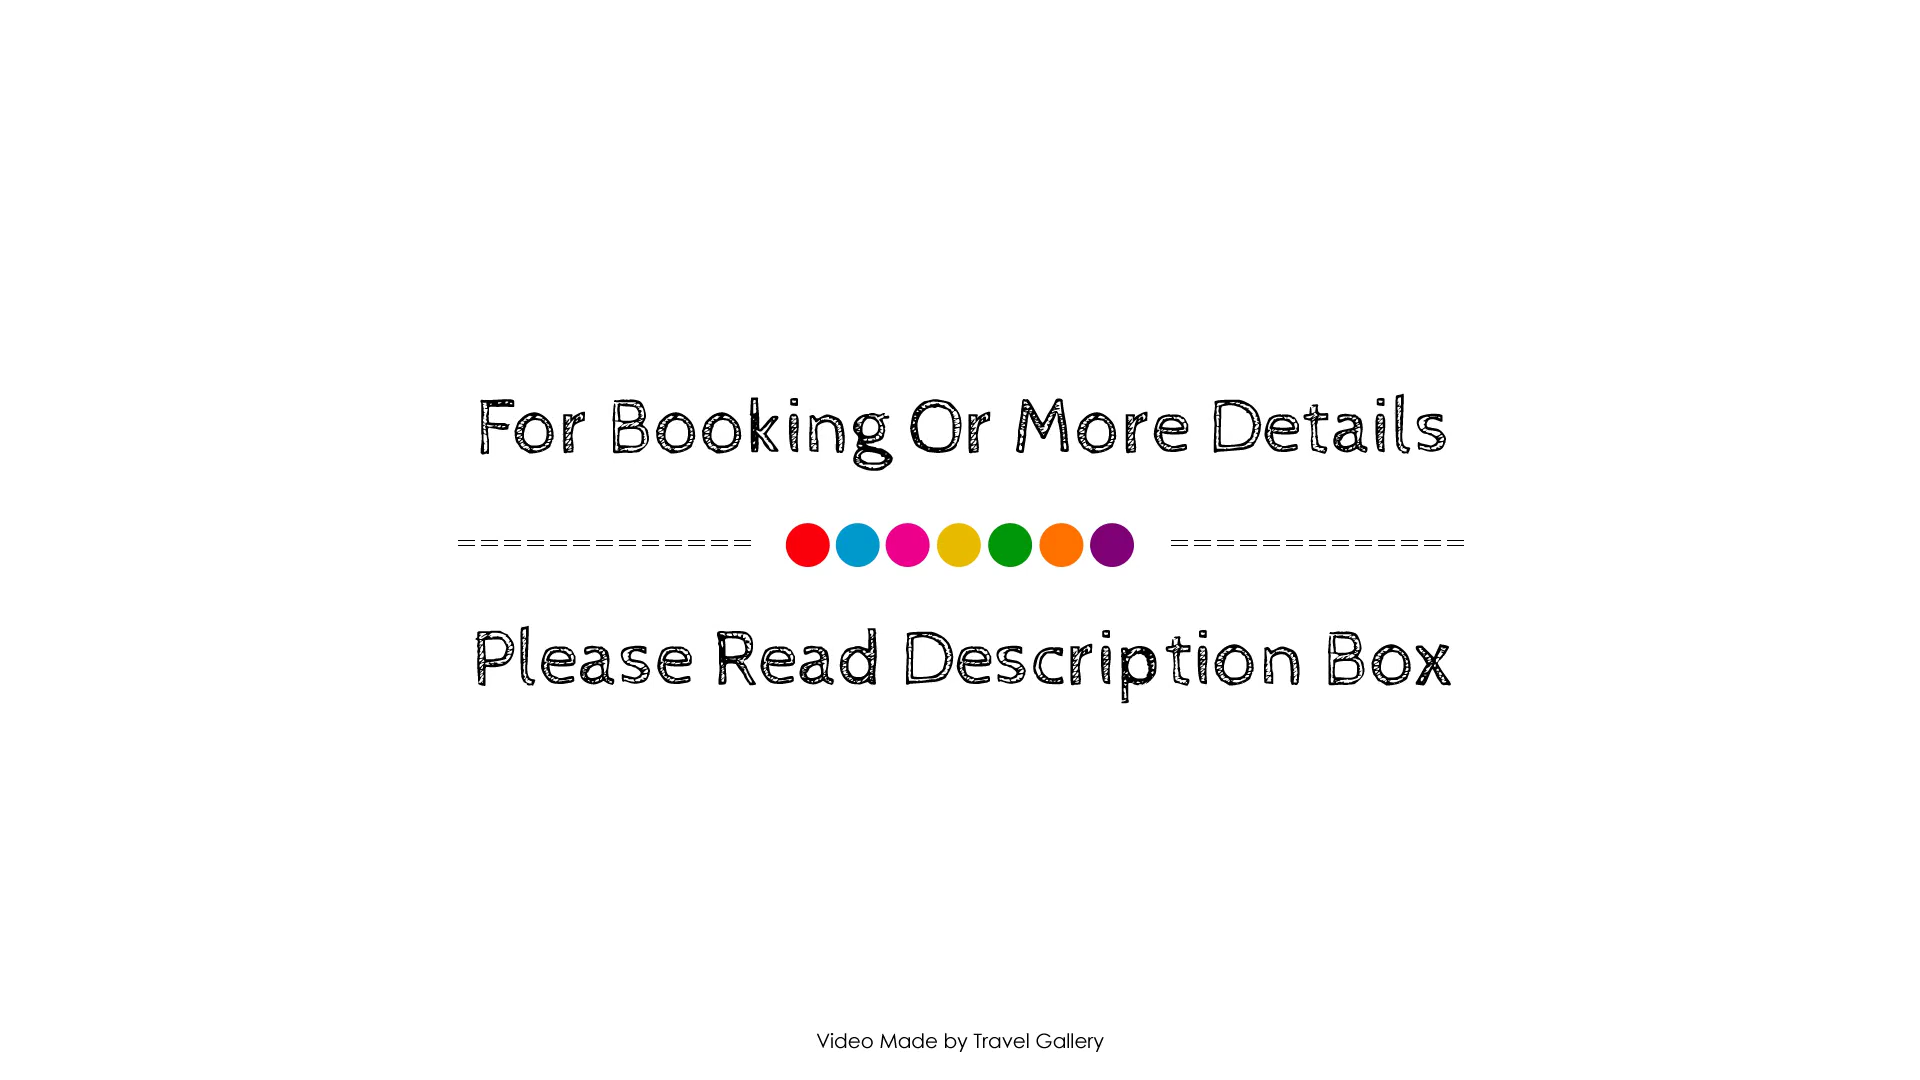 For Booking Or More Details
============= =============
Please Read Description Box
Video Made by Travel Gallery